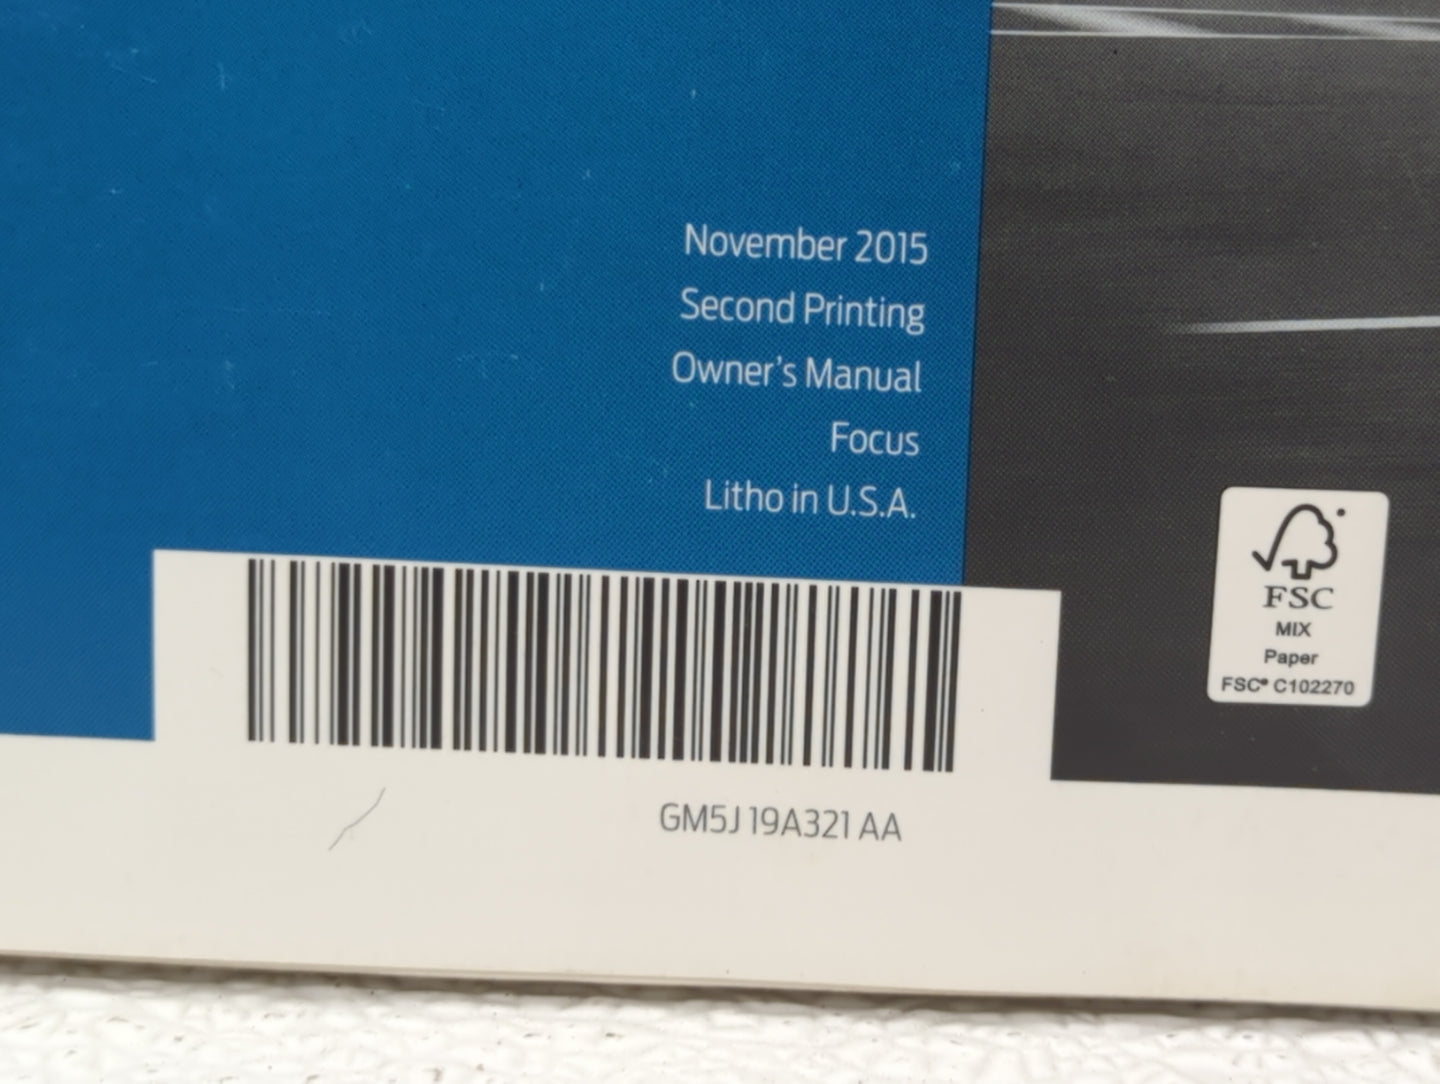 November 2015
Second Printing
Owner's Manual
Focus
Litho in U.S.A.
GM5J 19A321 AA
FSC
MIX
Paper
FSC® C102270